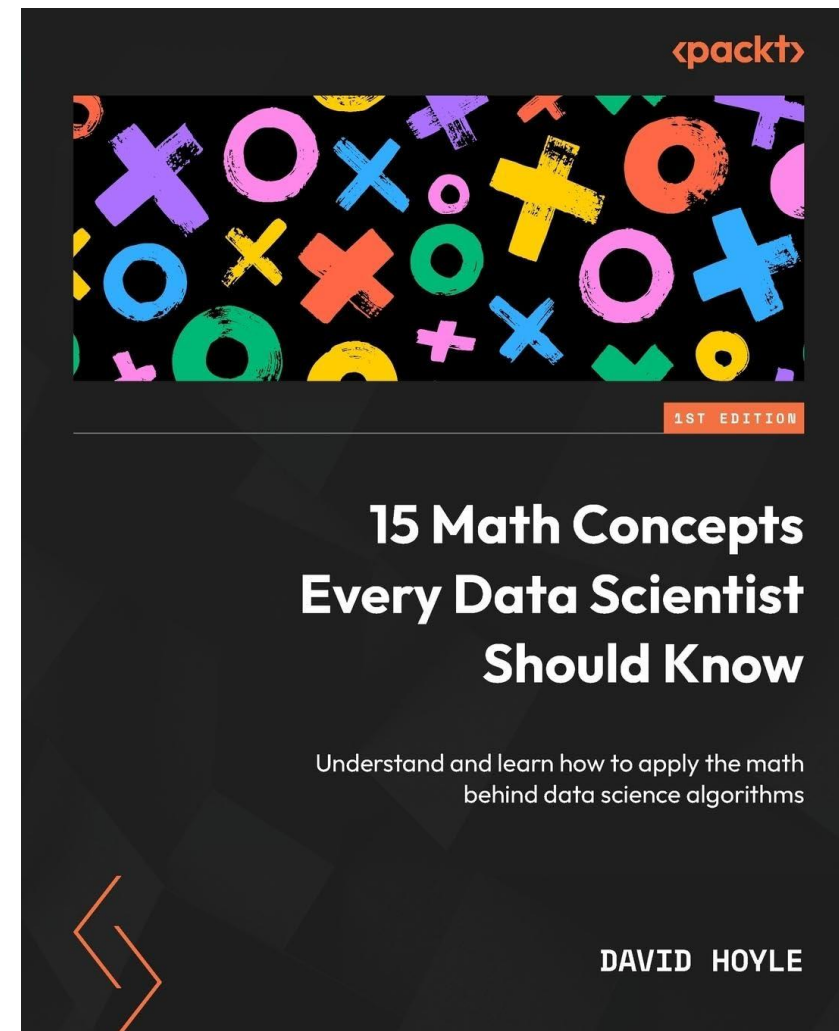 <packt>
1ST EDITION
15 Math Concepts
Every Data Scientist
Should Know
Understand and learn how to apply the math
behind data science algorithms
DAVID HOYLE